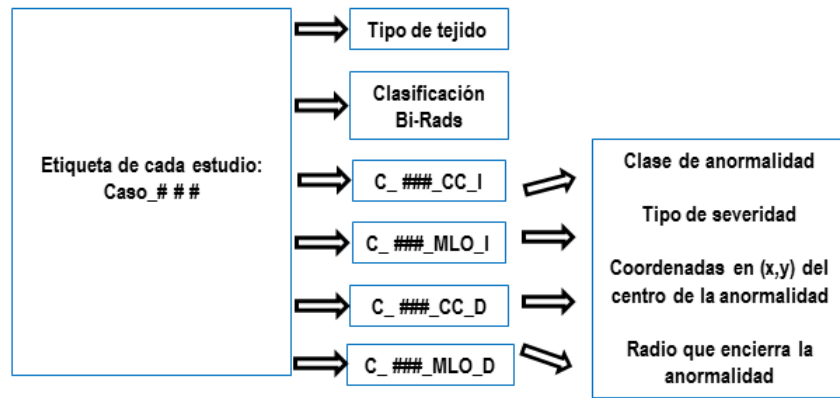 Etiqueta de cada estudio:
Caso_# # #
Tipo de tejido
Clasificación
Bi-Rads
C_ ###_CC_I
C_ ###_MLO_I
C_ ###_CC_D
C_ ###_MLO_D
Clase de anormalidad
Tipo de severidad
Coordenadas en (x,y) del
centro de la anormalidad
Radio que encierra la
anormalidad